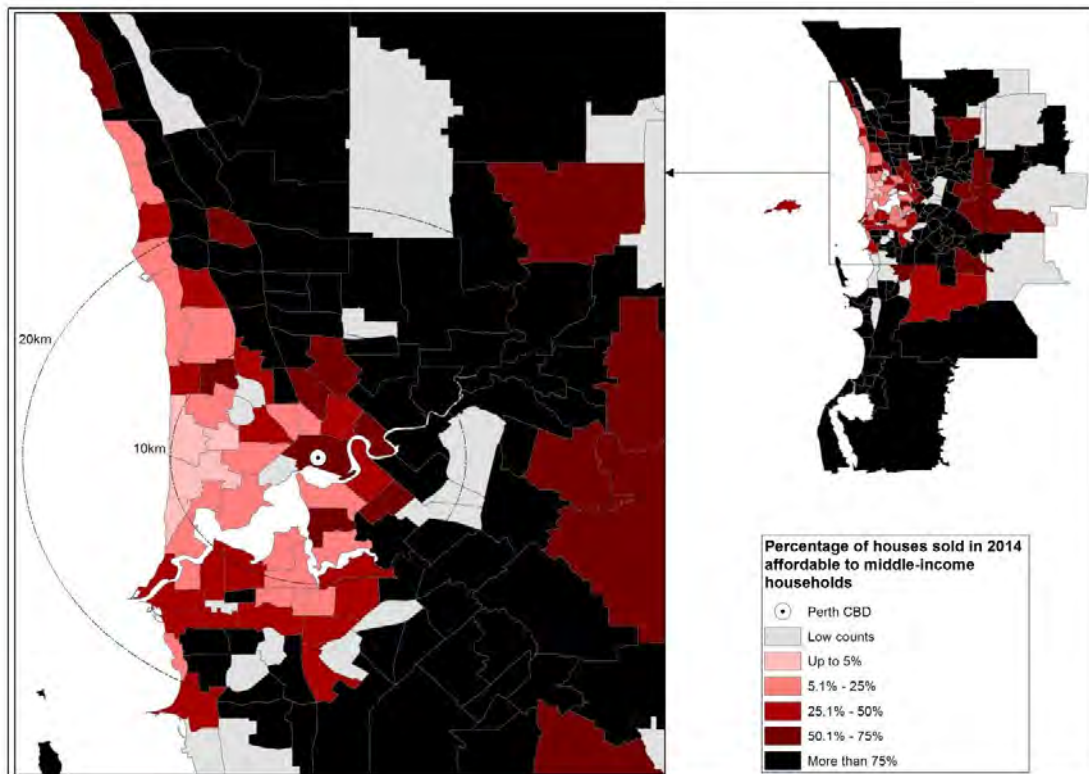 20km
10km
Percentage of houses sold in 2014
affordable to middle-income
households
Perth CBD
Low counts
Up to 5%
5.1% - 25%
25.1% - 50%
50.1% - 75%
More than 75%